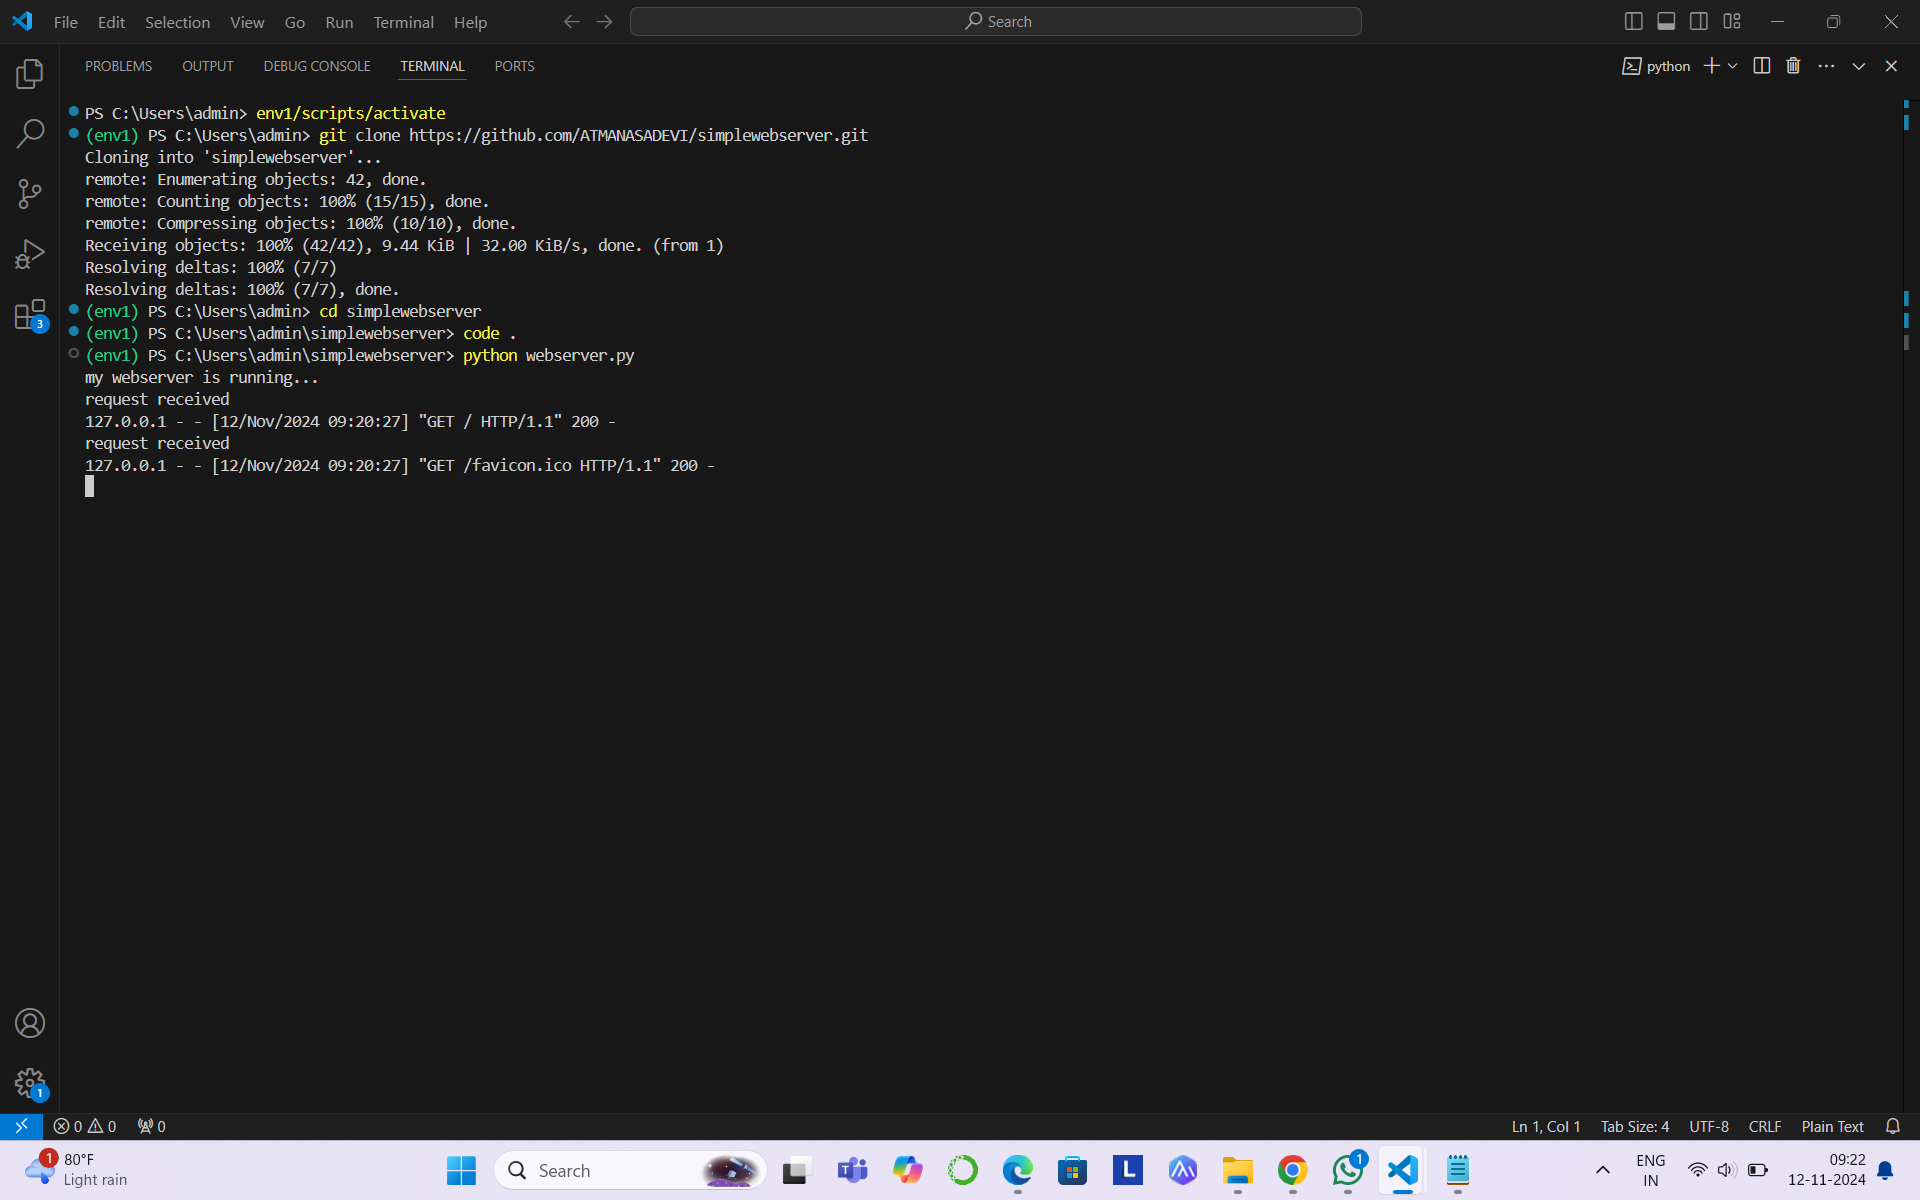 File Edit Selection View Go Run Terminal Help
Search
PROBLEMS OUTPUT DEBUG CONSOLE TERMINAL PORTS
python
PS C:\Users\admin> env1/scripts/activate
(env1) PS C:\Users\admin> git clone https://github.com/ATMANASADEVI/simplewebserver.git
Cloning into 'simplewebserver'...
remote: Enumerating objects: 42, done.
remote: Counting objects: 100% (15/15), done.
remote: Compressing objects: 100% (10/10), done.
Receiving objects: 100% (42/42), 9.44 KiB | 32.00 KiB/s, done. (from 1)
Resolving deltas: 100% (7/7)
Resolving deltas: 100% (7/7), done.
(env1) PS C:\Users\admin> cd simplewebserver
(env1) PS C:\Users\admin\simplewebserver> code .
(env1) PS C:\Users\admin\simplewebserver> python webserver.py
my webserver is running...
request received
127.0.0.1 - - [12/Nov/2024 09:20:27] "GET / HTTP/1.1" 200 -
request received
127.0.0.1 - - [12/Nov/2024 09:20:27] "GET /favicon.ico HTTP/1.1" 200 -
3
1
0 0 0
Ln 1, Col 1 Tab Size: 4 UTF-8 CRLF Plain Text
1
80°F
Light rain
Search
L
1
ENG
IN
09:22
12-11-2024